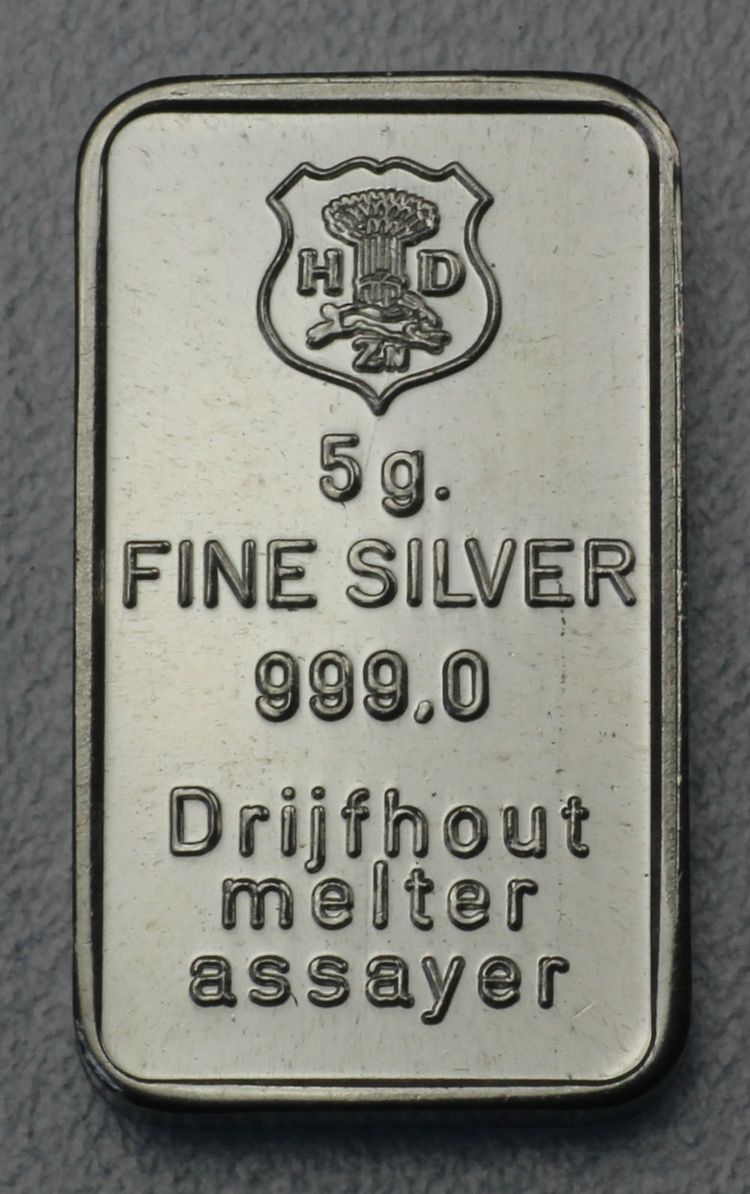 H D
ZN
5g.
FINE SILVER
999,0
Drijfhout
melter
assayer